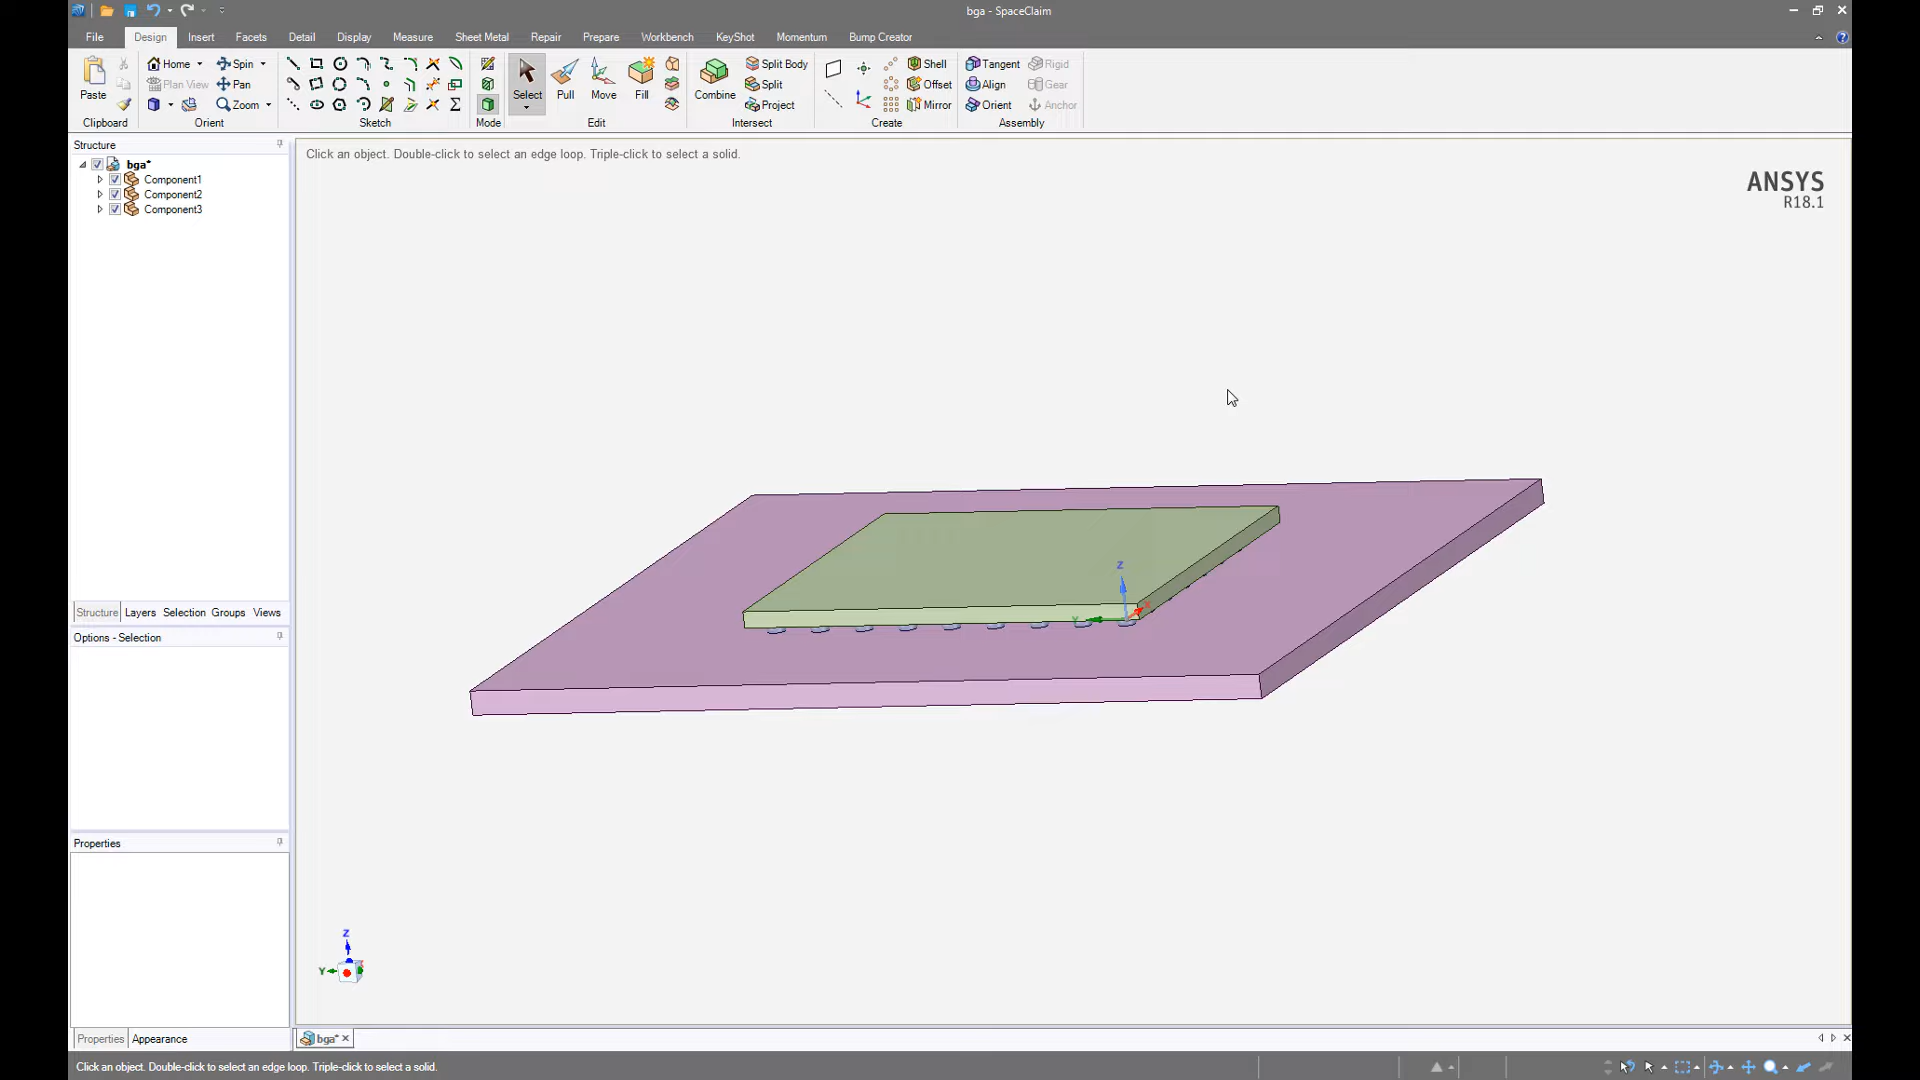 bga - SpaceClaim
File Design Insert Facets Detail Display Measure Sheet Metal Repair Prepare Workbench KeyShot Momentum Bump Creator
Paste
Clipboard
Home Spin
Plan View Pan
Zoom
Orient
Sketch
Mode
Select Pull Move Fill
Edit
Combine
Split Body
Split
Project
Intersect
Shell
Offset
Mirror
Create
Tangent Rigid
Align Gear
Orient Anchor
Assembly
Structure
bga*
Component1
Component2
Component3
Structure Layers Selection Groups Views
Options - Selection
Properties
Properties Appearance
Click an object. Double-click to select an edge loop. Triple-click to select a solid.
ANSYS
R18.1
Z
Y
Z
Y
bga*
Click an object. Double-click to select an edge loop. Triple-click to select a solid.